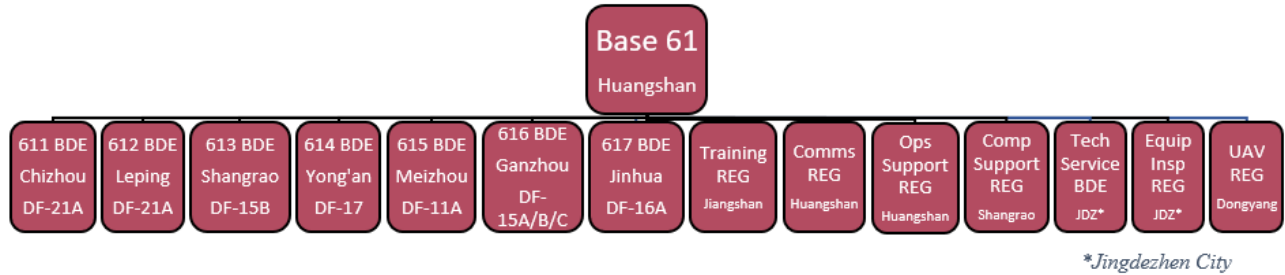 Base 61
Huangshan
611 BDE
Chizhou
DF-21A
612 BDE
Leping
DF-21A
613 BDE
Shangrao
DF-15B
614 BDE
Yong'an
DF-17
615 BDE
Meizhou
DF-11A
616 BDE
Ganzhou
DF-
15A/B/C
617 BDE
Jinhua
DF-16A
Training
REG
Jiangshan
Comms
REG
Huangshan
Ops
Support
REG
Huangshan
Comp
Support
REG
Shangrao
Tech
Service
BDE
JDZ*
Equip
Insp
REG
JDZ*
UAV
REG
Dongyang
*Jingdezhen City